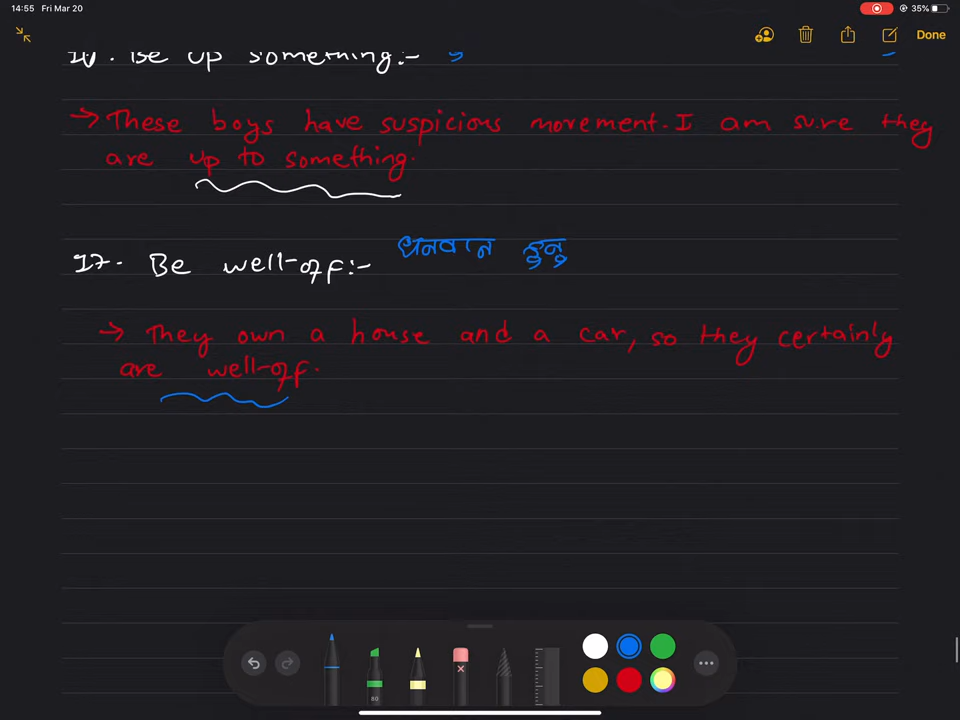 14:55 Fri Mar 20
35%
Done
Be up something:-
→ These boys have suspicious movement. I am sure they
are up to something.
17. Be well-off:- धनवान हुनु
→ They own a house and a car, so they certainly
are well-off.
80